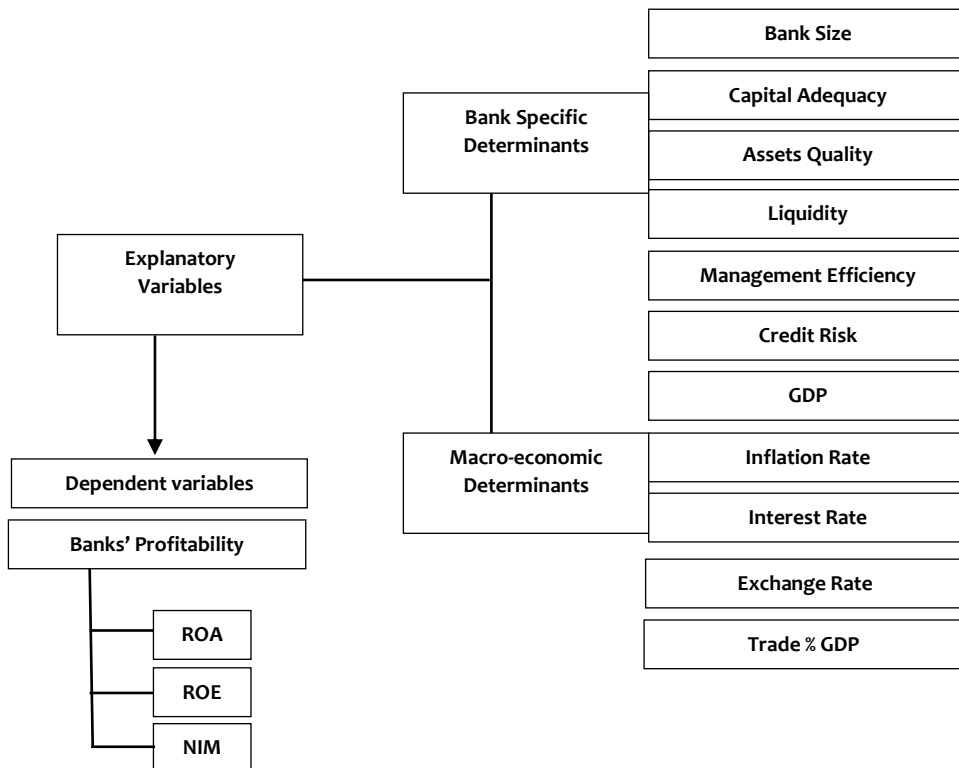 Explanatory
Variables
Dependent variables
Banks’ Profitability
ROA
ROE
NIM
Bank Specific
Determinants
Macro-economic
Determinants
Bank Size
Capital Adequacy
Assets Quality
Liquidity
Management Efficiency
Credit Risk
GDP
Inflation Rate
Interest Rate
Exchange Rate
Trade % GDP